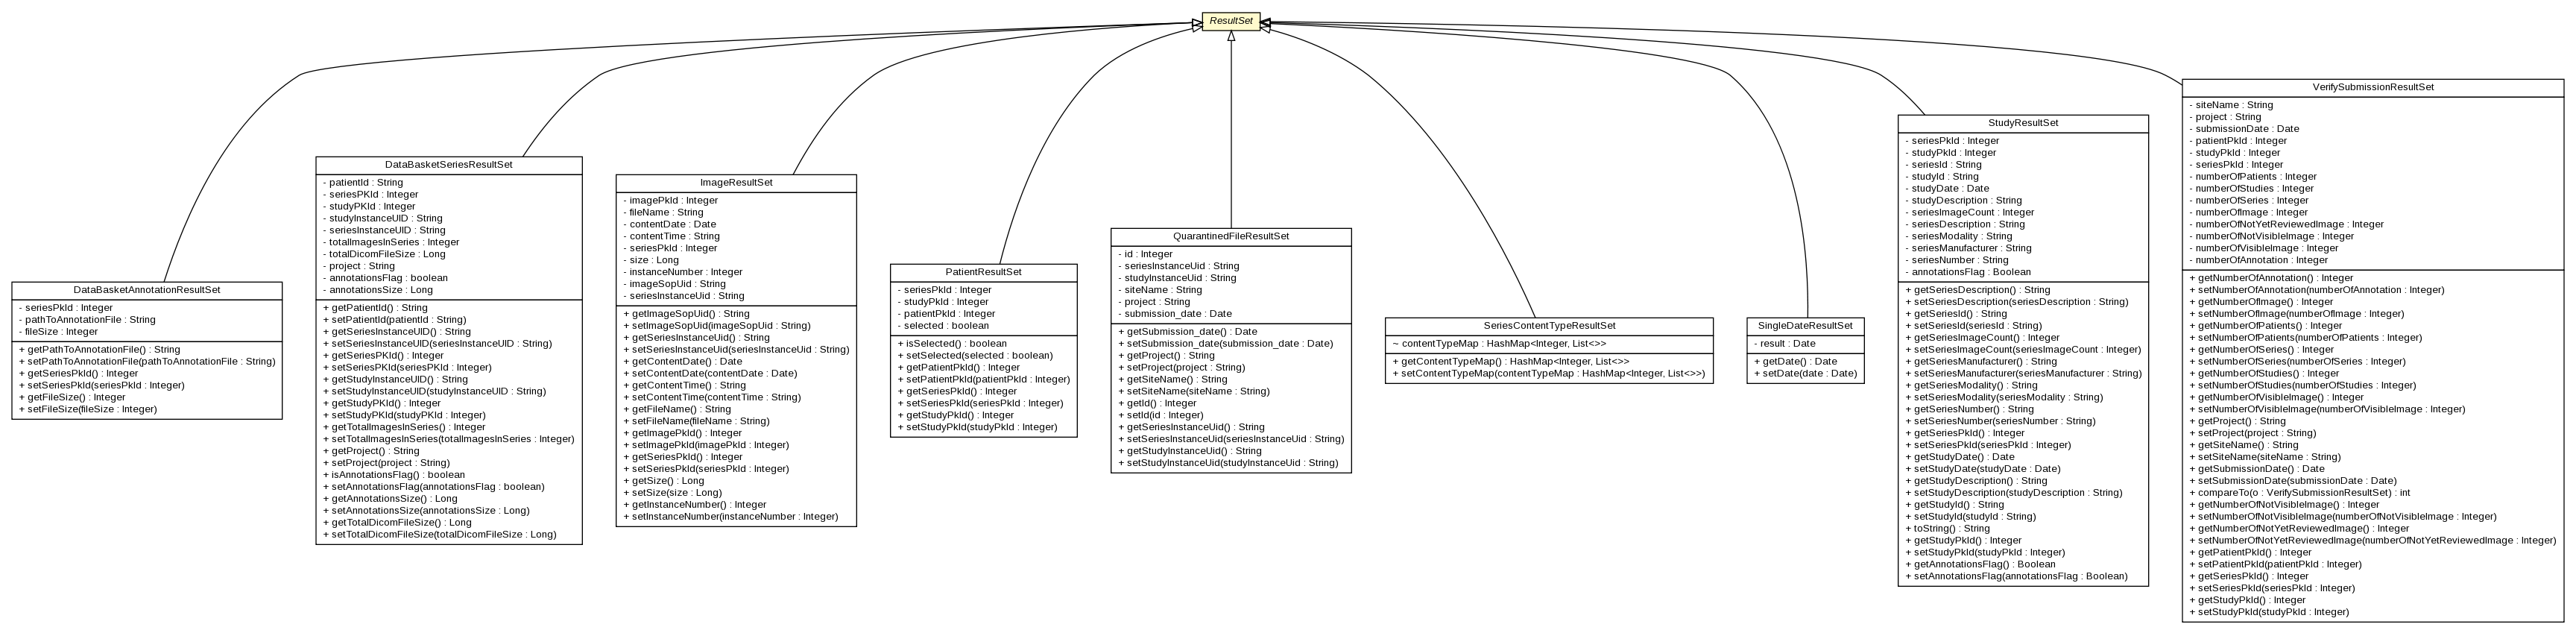 ResultSet
DataBasketAnnotationResultSet
- seriesPkId : Integer
- pathToAnnotationFile : String
- fileSize : Integer
+ getPathToAnnotationFile() : String
+ setPathToAnnotationFile(pathToAnnotationFile : String)
+ getSeriesPkId() : Integer
+ setSeriesPkId(seriesPkId : Integer)
+ getFileSize() : Integer
+ setFileSize(fileSize : Integer)
DataBasketSeriesResultSet
- patientId : String
- seriesPKId : Integer
- studyPKId : Integer
- studyInstanceUID : String
- seriesInstanceUID : String
- totalImagesInSeries : Integer
- totalDicomFileSize : Long
- project : String
- annotationsFlag : boolean
- annotationsSize : Long
+ getPatientId() : String
+ setPatientId(patientId : String)
+ getSeriesInstanceUID() : String
+ setSeriesInstanceUID(seriesInstanceUID : String)
+ getSeriesPKId() : Integer
+ setSeriesPKId(seriesPKId : Integer)
+ getStudyInstanceUID() : String
+ setStudyInstanceUID(studyInstanceUID : String)
+ getStudyPKId() : Integer
+ setStudyPKId(studyPKId : Integer)
+ getTotalImagesInSeries() : Integer
+ setTotalImagesInSeries(totalImagesInSeries : Integer)
+ getProject() : String
+ setProject(project : String)
+ isAnnotationsFlag() : boolean
+ setAnnotationsFlag(annotationsFlag : boolean)
+ getAnnotationsSize() : Long
+ setAnnotationsSize(annotationsSize : Long)
+ getTotalDicomFileSize() : Long
+ setTotalDicomFileSize(totalDicomFileSize : Long)
ImageResultSet
- imagePkId : Integer
- fileName : String
- contentDate : Date
- contentTime : String
- seriesPkId : Integer
- size : Long
- instanceNumber : Integer
- imageSopUid : String
- seriesInstanceUid : String
+ getImageSopUid() : String
+ setImageSopUid(imageSopUid : String)
+ getSeriesInstanceUid() : String
+ setSeriesInstanceUid(seriesInstanceUid : String)
+ getContentDate() : Date
+ setContentDate(contentDate : Date)
+ getContentTime() : String
+ setContentTime(contentTime : String)
+ getFileName() : String
+ setFileName(fileName : String)
+ getImagePkId() : Integer
+ setImagePkId(imagePkId : Integer)
+ getSeriesPkId() : Integer
+ setSeriesPkId(seriesPkId : Integer)
+ getSize() : Long
+ setSize(size : Long)
+ getInstanceNumber() : Integer
+ setInstanceNumber(instanceNumber : Integer)
PatientResultSet
- seriesPkId : Integer
- studyPkId : Integer
- patientPkId : Integer
- selected : boolean
+ isSelected() : boolean
+ setSelected(selected : boolean)
+ getPatientPkId() : Integer
+ setPatientPkId(patientPkId : Integer)
+ getSeriesPkId() : Integer
+ setSeriesPkId(seriesPkId : Integer)
+ getStudyPkId() : Integer
+ setStudyPkId(studyPkId : Integer)
QuarantinedFileResultSet
- id : Integer
- seriesInstanceUid : String
- studyInstanceUid : String
- siteName : String
- project : String
- submission_date : Date
+ getSubmission_date() : Date
+ setSubmission_date(submission_date : Date)
+ getProject() : String
+ setProject(project : String)
+ getSiteName() : String
+ setSiteName(siteName : String)
+ getId() : Integer
+ setId(id : Integer)
+ getSeriesInstanceUid() : String
+ setSeriesInstanceUid(seriesInstanceUid : String)
+ getStudyInstanceUid() : String
+ setStudyInstanceUid(studyInstanceUid : String)
SeriesContentTypeResultSet
~ contentTypeMap : HashMap<Integer, List<>>
+ getContentTypeMap() : HashMap<Integer, List<>>
+ setContentTypeMap(contentTypeMap : HashMap<Integer, List<>>)
SingleDateResultSet
- result : Date
+ getDate() : Date
+ setDate(date : Date)
StudyResultSet
- seriesPkId : Integer
- studyPkId : Integer
- seriesId : String
- studyId : String
- studyDate : Date
- studyDescription : String
- seriesImageCount : Integer
- seriesDescription : String
- seriesModality : String
- seriesManufacturer : String
- seriesNumber : String
- annotationsFlag : Boolean
+ getSeriesDescription() : String
+ setSeriesDescription(seriesDescription : String)
+ getSeriesId() : String
+ setSeriesId(seriesId : String)
+ getSeriesImageCount() : Integer
+ setSeriesImageCount(seriesImageCount : Integer)
+ getSeriesManufacturer() : String
+ setSeriesManufacturer(seriesManufacturer : String)
+ getSeriesModality() : String
+ setSeriesModality(seriesModality : String)
+ getSeriesNumber() : String
+ setSeriesNumber(seriesNumber : String)
+ getSeriesPkId() : Integer
+ setSeriesPkId(seriesPkId : Integer)
+ getStudyDate() : Date
+ setStudyDate(studyDate : Date)
+ getStudyDescription() : String
+ setStudyDescription(studyDescription : String)
+ getStudyId() : String
+ setStudyId(studyId : String)
+ toString() : String
+ getStudyPkId() : Integer
+ setStudyPkId(studyPkId : Integer)
+ getAnnotationsFlag() : Boolean
+ setAnnotationsFlag(annotationsFlag : Boolean)
VerifySubmissionResultSet
- siteName : String
- project : String
- submissionDate : Date
- patientPkId : Integer
- studyPkId : Integer
- seriesPkId : Integer
- numberOfPatients : Integer
- numberOfStudies : Integer
- numberOfSeries : Integer
- numberOfImage : Integer
- numberOfNotYetReviewedImage : Integer
- numberOfNotVisibleImage : Integer
- numberOfVisibleImage : Integer
- numberOfAnnotation : Integer
+ getNumberOfAnnotation() : Integer
+ setNumberOfAnnotation(numberOfAnnotation : Integer)
+ getNumberOfImage() : Integer
+ setNumberOfImage(numberOfImage : Integer)
+ getNumberOfPatients() : Integer
+ setNumberOfPatients(numberOfPatients : Integer)
+ getNumberOfSeries() : Integer
+ setNumberOfSeries(numberOfSeries : Integer)
+ getNumberOfStudies() : Integer
+ setNumberOfStudies(numberOfStudies : Integer)
+ getNumberOfVisibleImage() : Integer
+ setNumberOfVisibleImage(numberOfVisibleImage : Integer)
+ getProject() : String
+ setProject(project : String)
+ getSiteName() : String
+ setSiteName(siteName : String)
+ getSubmissionDate() : Date
+ setSubmissionDate(submissionDate : Date)
+ compareTo(o : VerifySubmissionResultSet) : int
+ getNumberOfNotVisibleImage() : Integer
+ setNumberOfNotVisibleImage(numberOfNotVisibleImage : Integer)
+ getNumberOfNotYetReviewedImage() : Integer
+ setNumberOfNotYetReviewedImage(numberOfNotYetReviewedImage : Integer)
+ getPatientPkId() : Integer
+ setPatientPkId(patientPkId : Integer)
+ getSeriesPkId() : Integer
+ setSeriesPkId(seriesPkId : Integer)
+ getStudyPkId() : Integer
+ setStudyPkId(studyPkId : Integer)